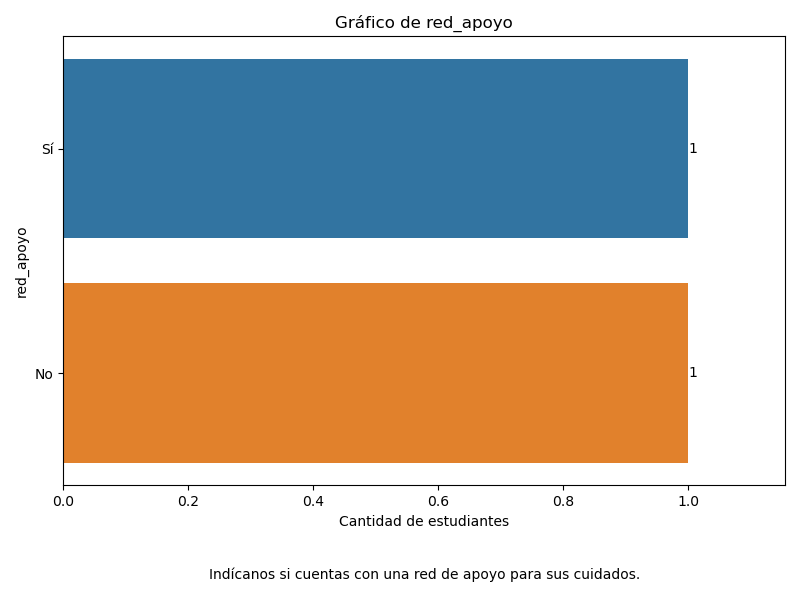 Gráfico de red_apoyo
red_apoyo
Sí
1
No
1
0.0 0.2 0.4 0.6 0.8 1.0
Cantidad de estudiantes
Indícanos si cuentas con una red de apoyo para sus cuidados.